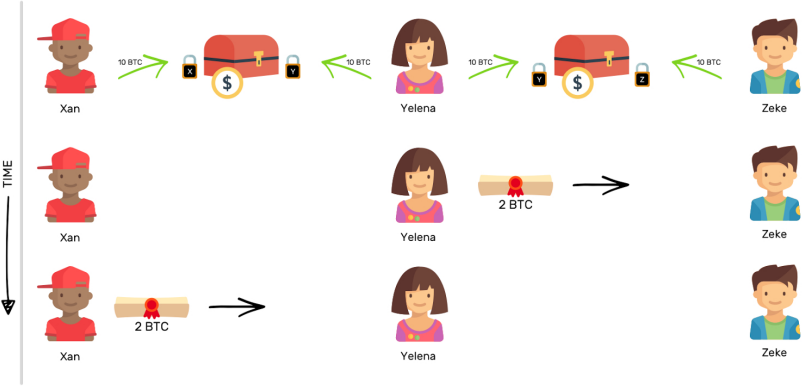 10 BTC
X
$
Y
10 BTC
10 BTC
Y
$
Z
10 BTC
Xan
Yelena
Zeke
TIME
2 BTC
Xan
Yelena
Zeke
2 BTC
Xan
Yelena
Zeke